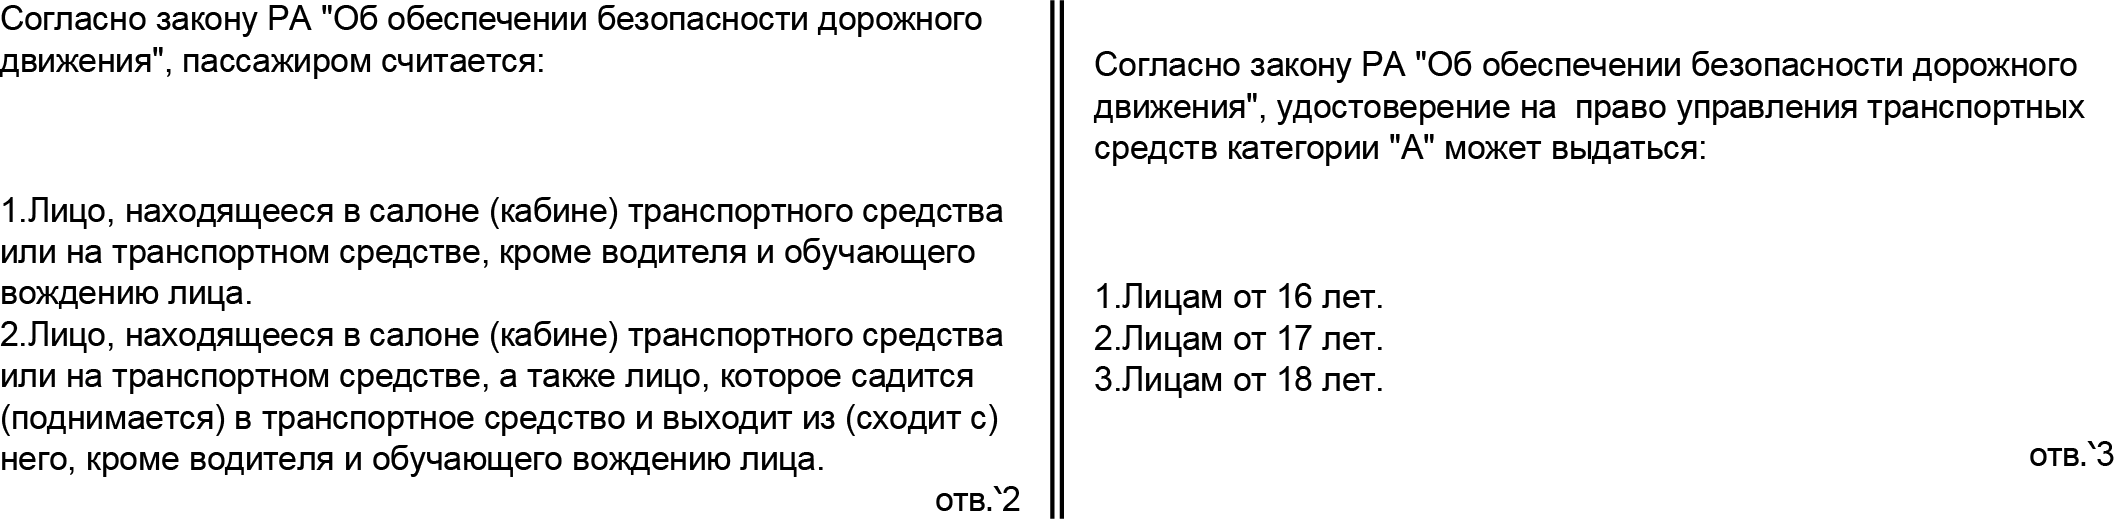 Согласно закону РА "Об обеспечении безопасности дорожного
движения", пассажиром считается:
1.Лицо, находящееся в салоне (кабине) транспортного средства
или на транспортном средстве, кроме водителя и обучающего
вождению лица.
2.Лицо, находящееся в салоне (кабине) транспортного средства
или на транспортном средстве, а также лицо, которое садится
(поднимается) в транспортное средство и выходит из (сходит с)
него, кроме водителя и обучающего вождению лица.
отв.՝2
Согласно закону РА "Об обеспечении безопасности дорожного
движения", удостоверение на  право управления транспортных
средств категории "А" может выдаться:
1.Лицам от 16 лет.
2.Лицам от 17 лет.
3.Лицам от 18 лет.
отв.՝3